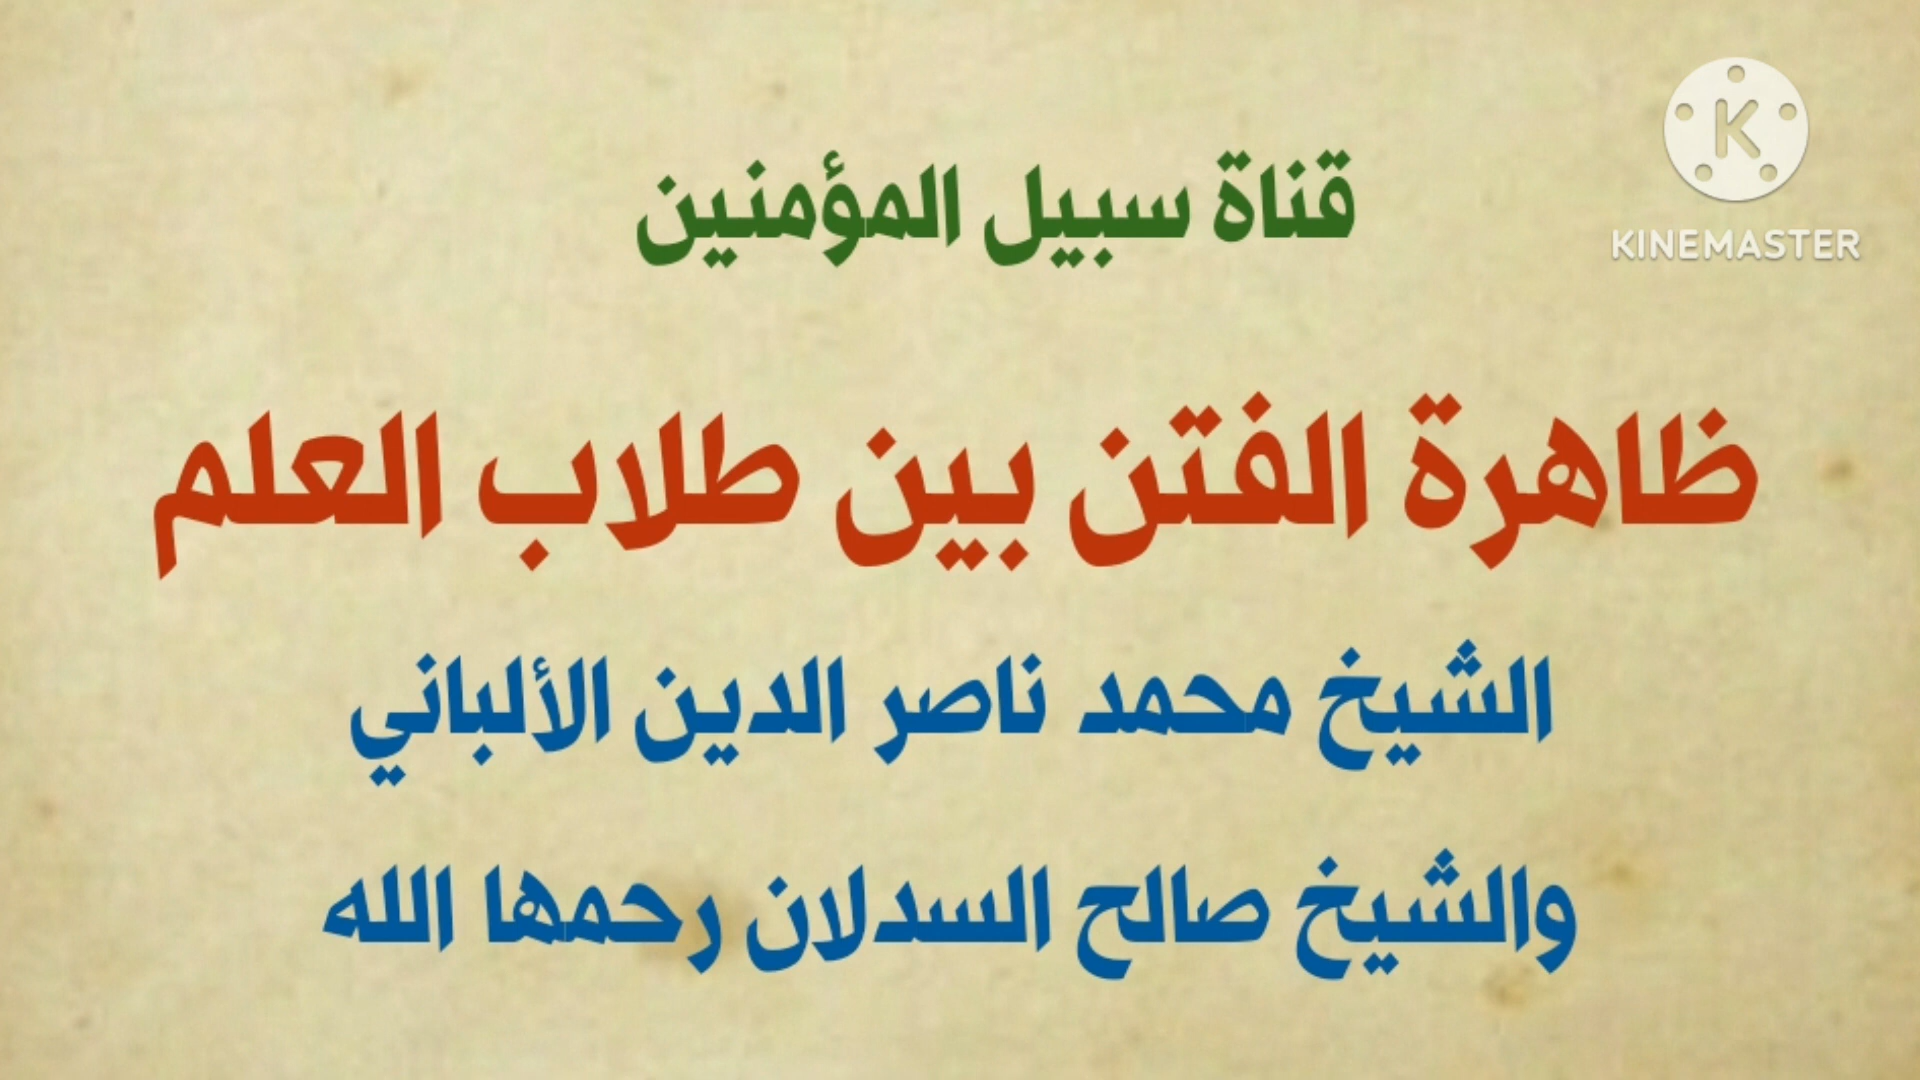 قناة سبيل المؤمنين
KINEMASTER
ظاهرة الفتن بين طلاب العلم
الشيخ محمد ناصر الدين الألباني
والشيخ صالح السدلان رحمها الله